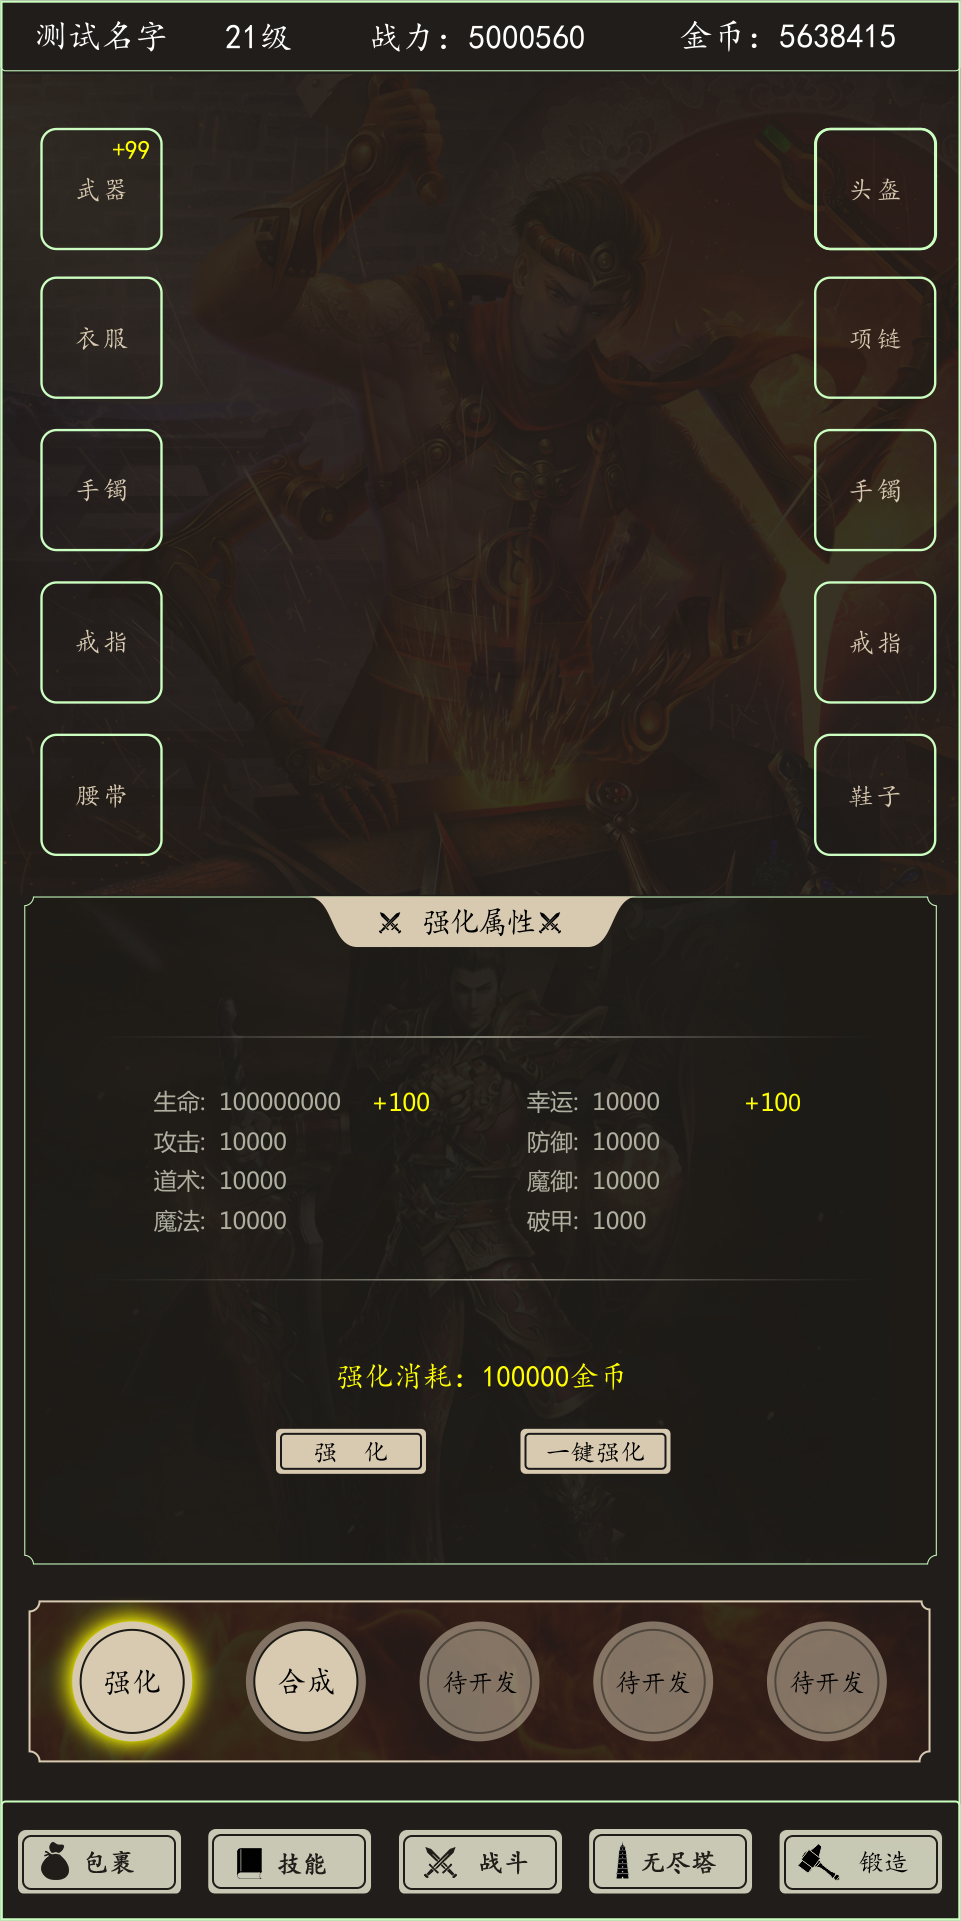 测试名字 21级 战力：5000560 金币：5638415
+99
武器 头盔
衣服 项链
手镯 手镯
戒指 戒指
腰带 鞋子
强化属性
生命: 100000000 +100 幸运: 10000 +100
攻击: 10000 防御: 10000
道术: 10000 魔御: 10000
魔法: 10000 破甲: 1000
强化消耗：100000金币
强 化 一键强化
强化 合成 待开发 待开发 待开发
包裹 技能 战斗 无尽塔 锻造